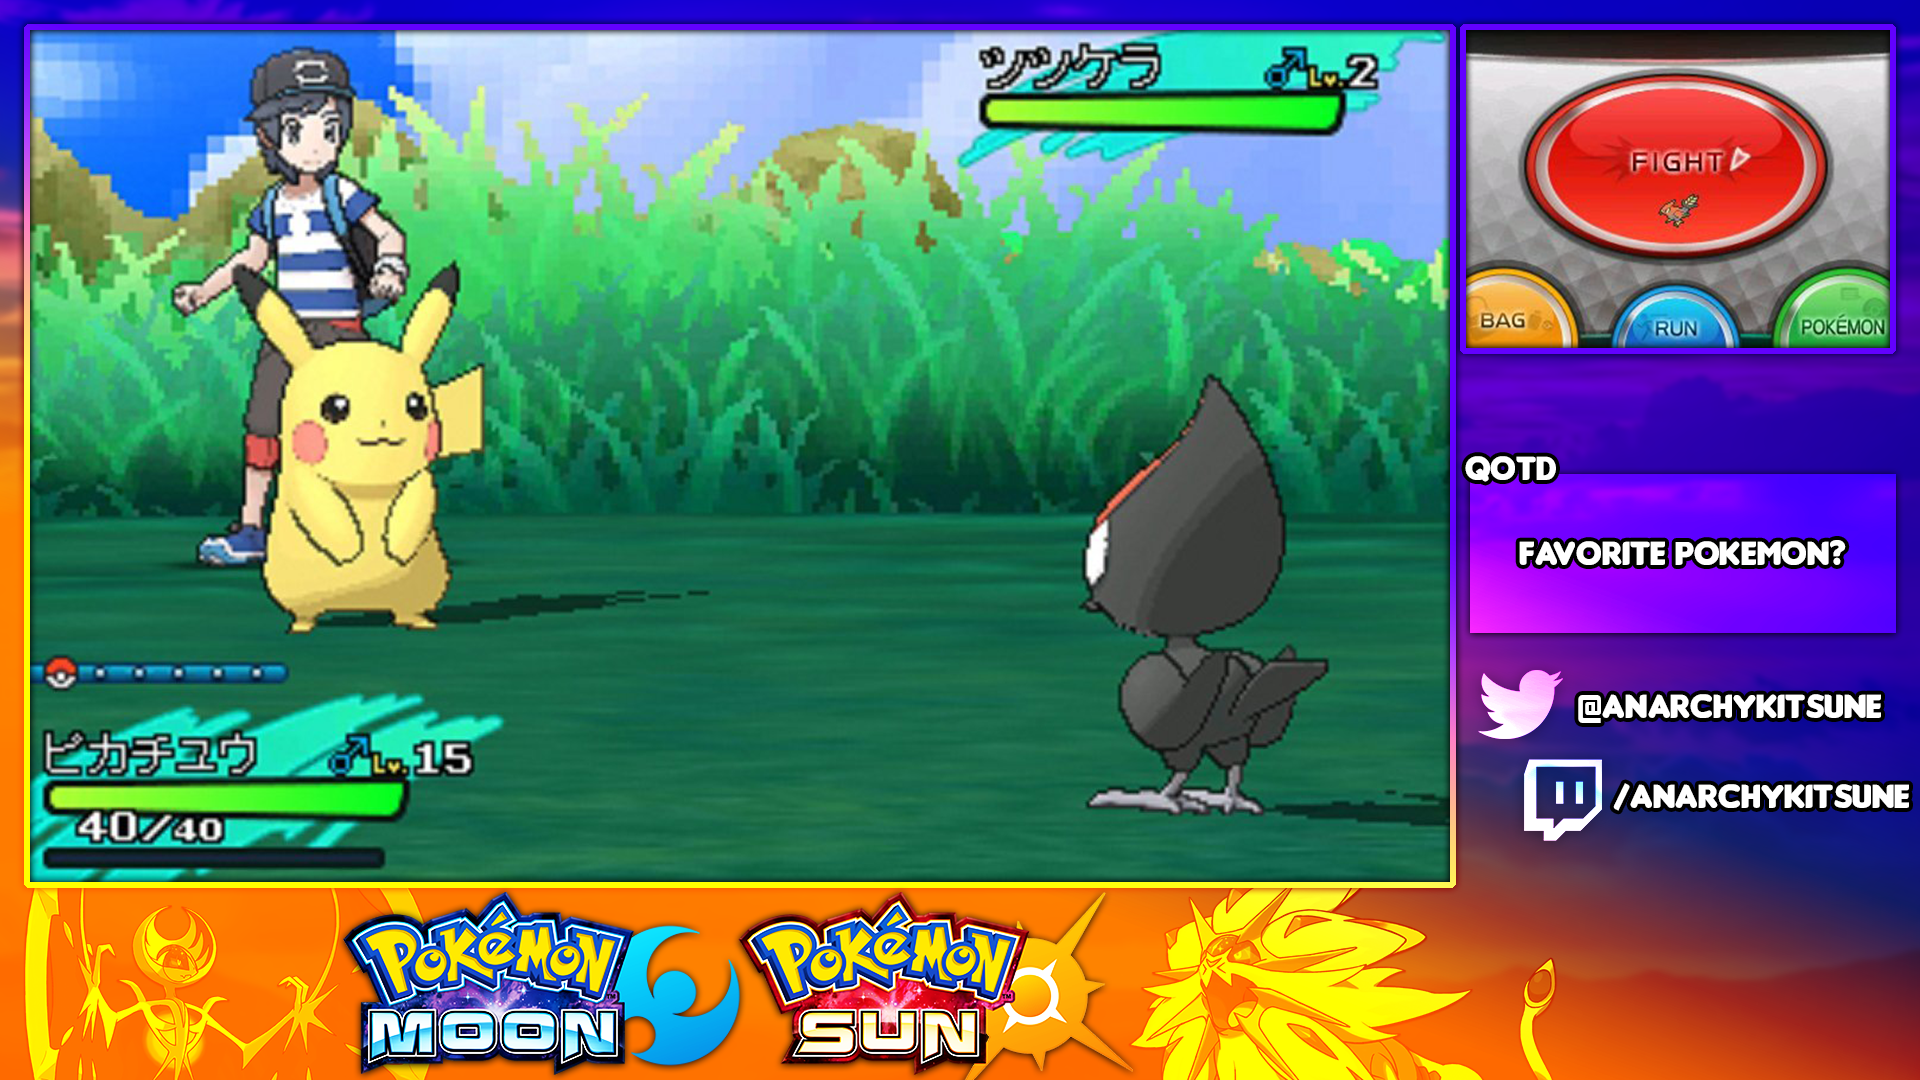 ツツケラ ♂ Lv.2
FIGHT
BAG
RUN
POKÉMON
QOTD
FAVORITE POKEMON?
@ANARCHYKITSUNE
/ANARCHYKITSUNE
ピカチュウ ♂ Lv.15
40/40
POKéMON
MOON
POKéMON
SUN